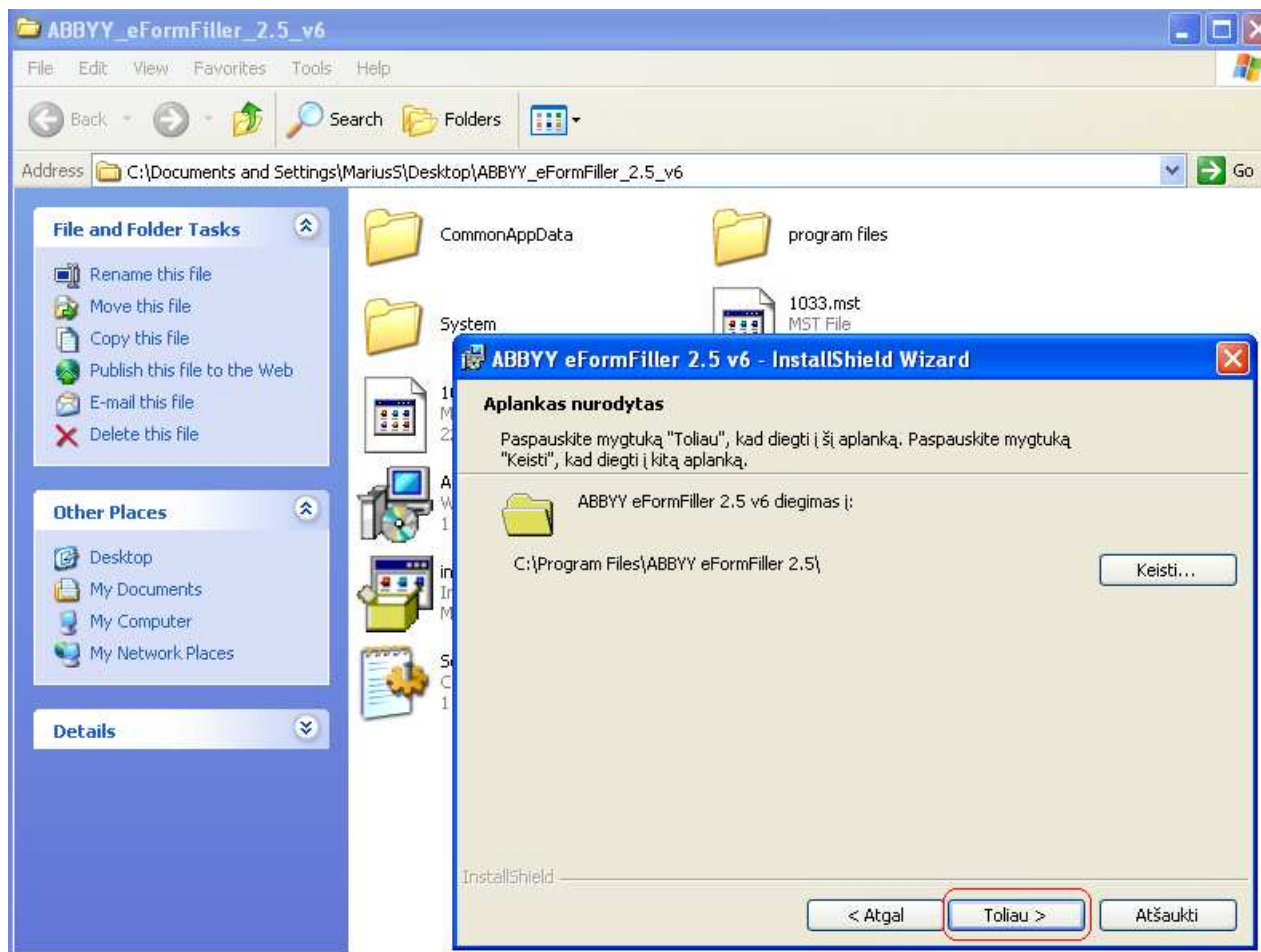 ABBYY_eFormFiller_2.5_v6
File Edit View Favorites Tools Help
Back Search Folders
Address C:\Documents and Settings\MariusS\Desktop\ABBYY_eFormFiller_2.5_v6 Go
File and Folder Tasks
Rename this file
Move this file
Copy this file
Publish this file to the Web
E-mail this file
Delete this file
Other Places
Desktop
My Documents
My Computer
My Network Places
Details
CommonAppData
program files
System
1033.mst
MST File
ABBYY eFormFiller 2.5 v6 - InstallShield Wizard
Aplankas nurodytas
Paspauskite mygtuką "Toliau", kad diegti į šį aplanką. Paspauskite mygtuką
"Keisti", kad diegti į kitą aplanką.
ABBYY eFormFiller 2.5 v6 diegimas į:
C:\Program Files\ABBYY eFormFiller 2.5\
Keisti...
InstallShield
< Atgal
Toliau >
Atšaukti